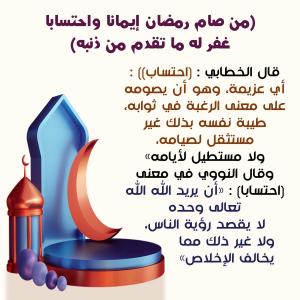 (من صام رمضان إيمانا واحتسابا
غفر له ما تقدم من ذنبه)
قال الخطابي : (احتسابا)) :
أي عزيمة، وهو أن يصومه
على معنى الرغبة في ثوابه،
طيبة نفسه بذلك غير
مستثقل لصيامه،
ولا مستطيل لأيامه»
وقال النووي في معنى
(احتسابا) : «أن يريد الله الله
تعالى وحده
لا يقصد رؤية الناس،
ولا غير ذلك مما
يخالف الإخلاص»